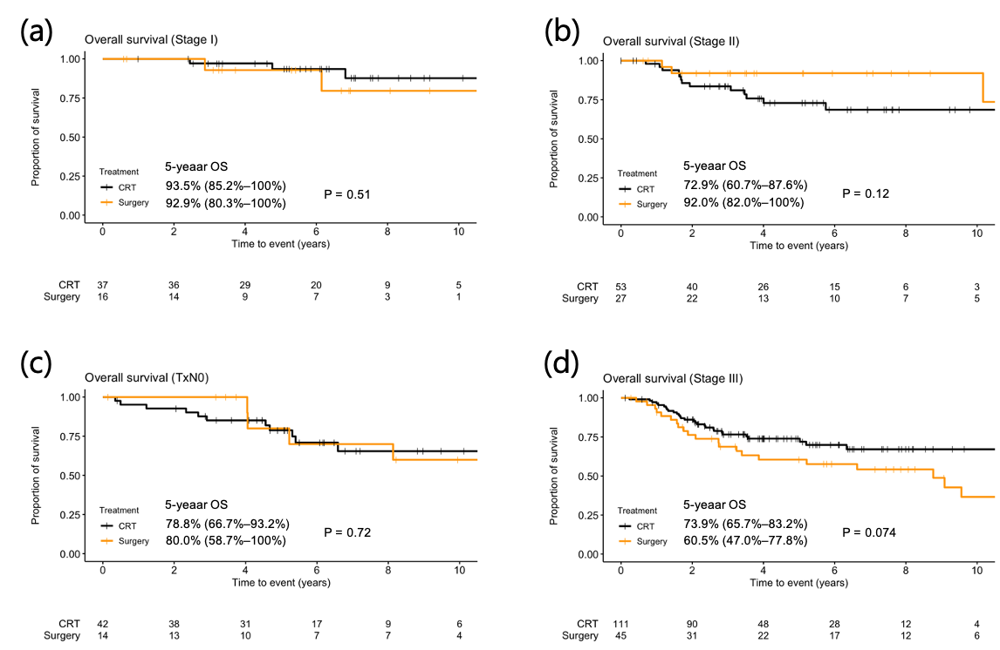 (a)
Overall survival (Stage I)
Proportion of survival
1.00
0.75
0.50
0.25
0.00
Treatment
CRT
Surgery
5-yeaar OS
93.5% (85.2%–100%)
92.9% (80.3%–100%)
P = 0.51
0 2 4 6 8 10
Time to event (years)
CRT 37 36 29 20 9 5
Surgery 16 14 9 7 3 1
(b)
Overall survival (Stage II)
Proportion of survival
1.00
0.75
0.50
0.25
0.00
Treatment
CRT
Surgery
5-yeaar OS
72.9% (60.7%–87.6%)
92.0% (82.0%–100%)
P = 0.12
0 2 4 6 8 10
Time to event (years)
CRT 53 40 26 15 6 3
Surgery 27 22 13 10 7 5
(c)
Overall survival (TxN0)
Proportion of survival
1.00
0.75
0.50
0.25
0.00
Treatment
CRT
Surgery
5-yeaar OS
78.8% (66.7%–93.2%)
80.0% (58.7%–100%)
P = 0.72
0 2 4 6 8 10
Time to event (years)
CRT 42 38 31 17 9 6
Surgery 14 13 10 7 7 4
(d)
Overall survival (Stage III)
Proportion of survival
1.00
0.75
0.50
0.25
0.00
Treatment
CRT
Surgery
5-yeaar OS
73.9% (65.7%–83.2%)
60.5% (47.0%–77.8%)
P = 0.074
0 2 4 6 8 10
Time to event (years)
CRT 111 90 48 28 12 4
Surgery 45 31 22 17 12 6